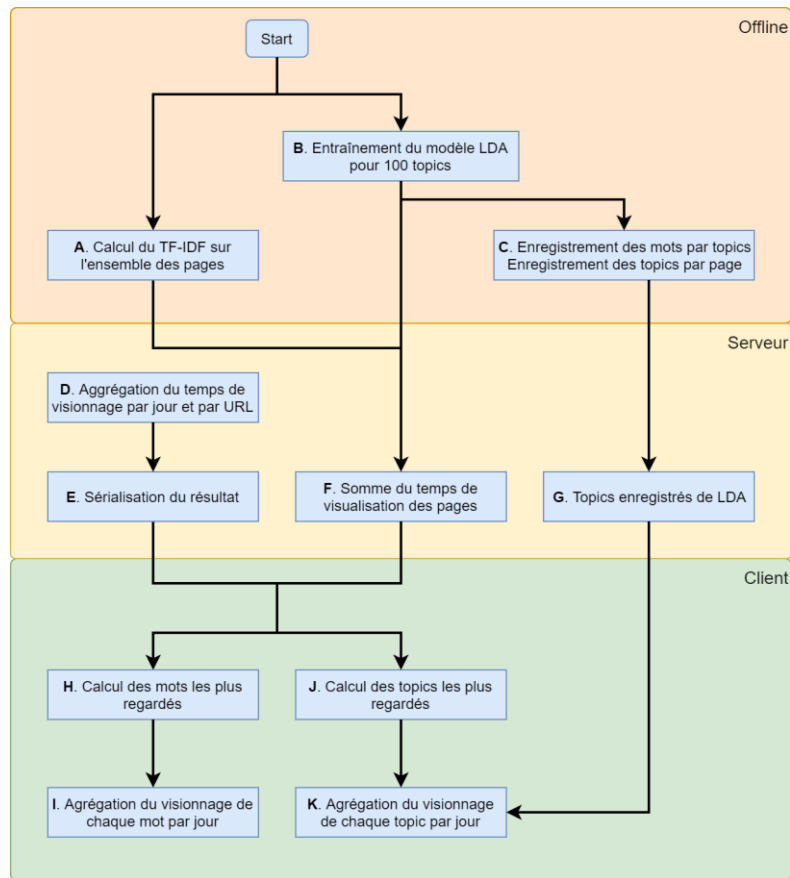 Offline
Start
B. Entraînement du modèle LDA
pour 100 topics
A. Calcul du TF-IDF sur
l'ensemble des pages
C. Enregistrement des mots par topics
Enregistrement des topics par page
Serveur
D. Aggrégation du temps de
visionnage par jour et par URL
E. Sérialisation du résultat
F. Somme du temps de
visualisation des pages
G. Topics enregistrés de LDA
Client
H. Calcul des mots les plus
regardés
J. Calcul des topics les plus
regardés
I. Agrégation du visionnage de
chaque mot par jour
K. Agrégation du visionnage
de chaque topic par jour